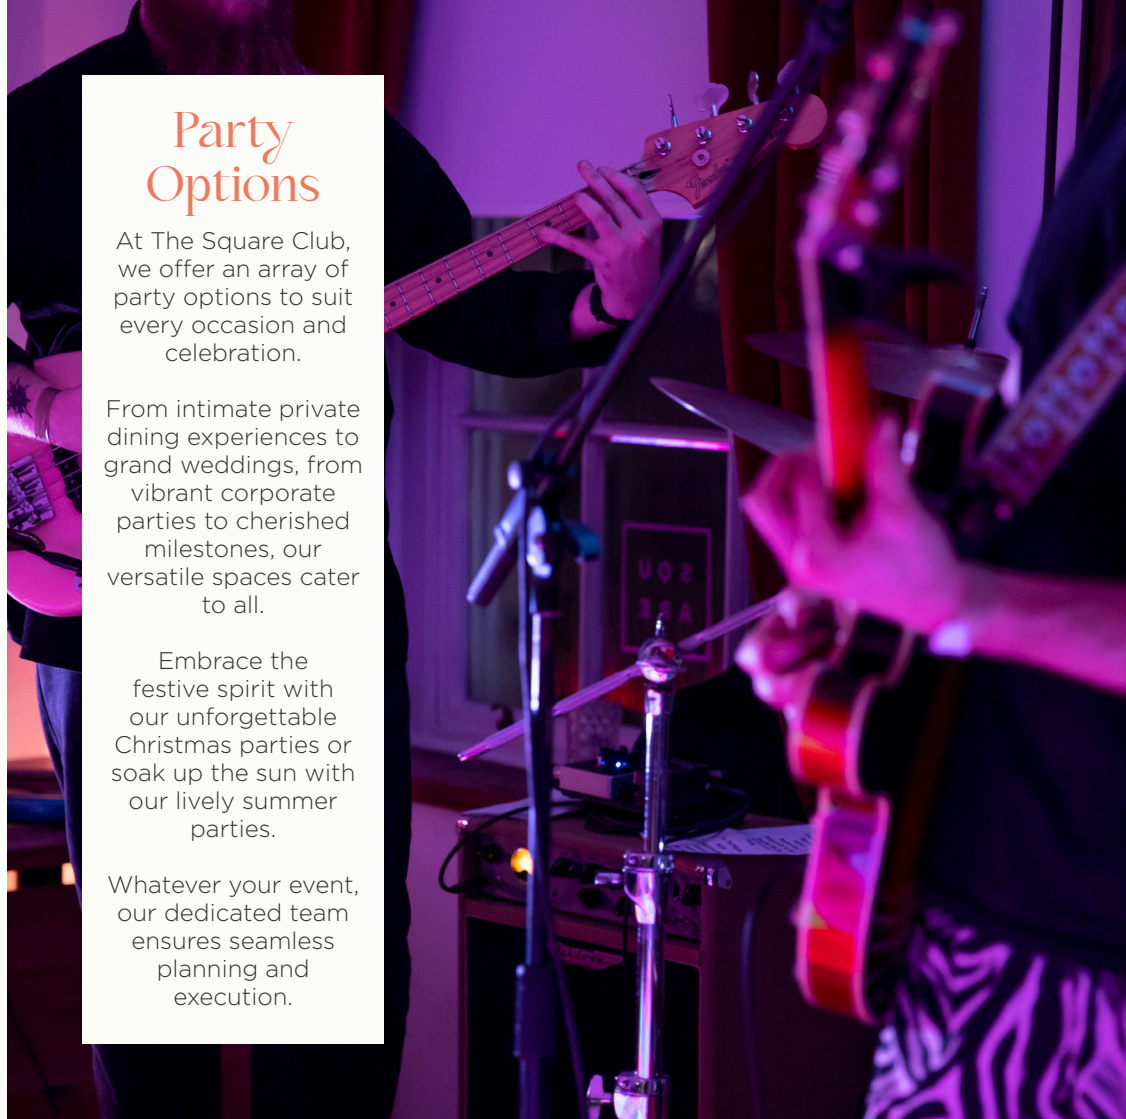 Party
Options
At The Square Club,
we offer an array of
party options to suit
every occasion and
celebration.
From intimate private
dining experiences to
grand weddings, from
vibrant corporate
parties to cherished
milestones, our
versatile spaces cater
to all.
Embrace the
festive spirit with
our unforgettable
Christmas parties or
soak up the sun with
our lively summer
parties.
Whatever your event,
our dedicated team
ensures seamless
planning and
execution.
SQU
ARE